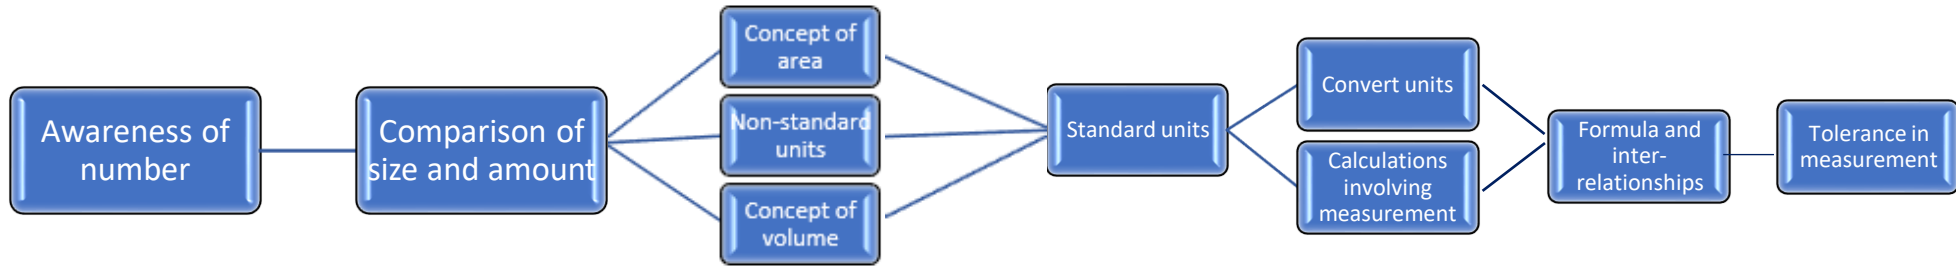 Awareness of
number
Comparison of
size and amount
Concept of
area
Non-standard
units
Concept of
volume
Standard units
Convert units
Calculations
involving
measurement
Formula and
inter-
relationships
Tolerance in
measurement